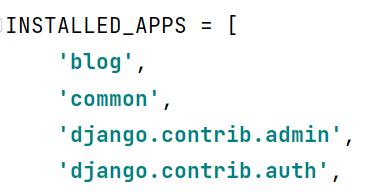 INSTALLED_APPS = [
    'blog',
    'common',
    'django.contrib.admin',
    'django.contrib.auth',